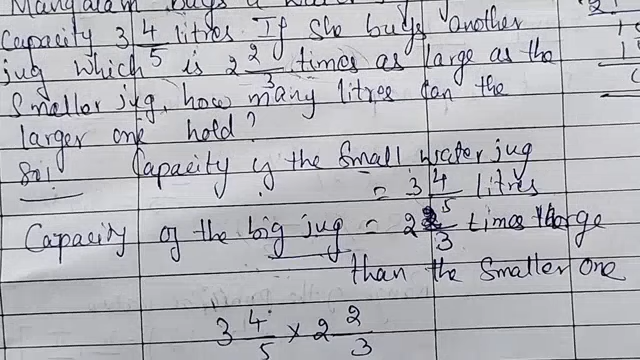 Mangalam buys a water
Capacity 3 4/5 litres. If she buys another
jug which is 2 2/3 times as large as the
Smaller jug, how many litres can the
larger one hold?
Sol Capacity of the Small water jug
= 3 4/5 litres
Capacity of the big jug = 2 2/3 times large
than the Smaller one
3 4/5 × 2 2/3